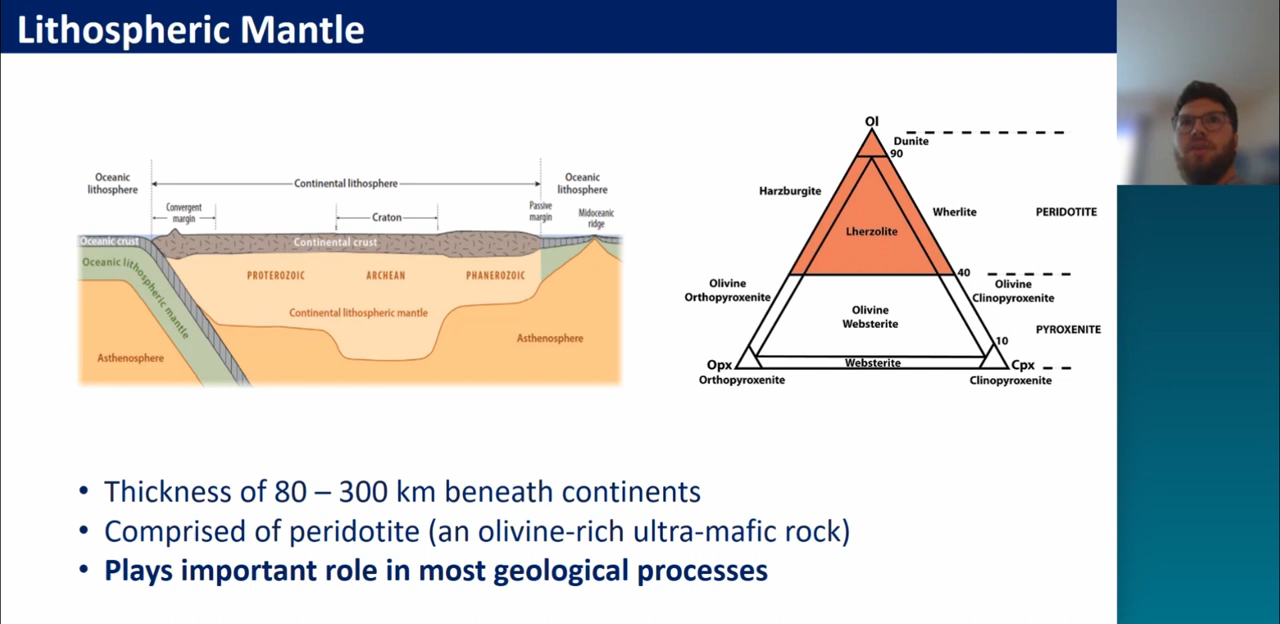 Lithospheric Mantle
Oceanic
lithosphere
Continental lithosphere
Oceanic
lithosphere
Convergent
margin
Craton
Passive
margin
Midoceanic
ridge
Oceanic crust
Continental crust
Oceanic lithospheric mantle
PROTEROZOIC
ARCHEAN
PHANEROZOIC
Continental lithospheric mantle
Asthenosphere
Asthenosphere
Ol
Dunite
90
Harzburgite
Wherlite
PERIDOTITE
Lherzolite
40
Olivine
Orthopyroxenite
Olivine
Clinopyroxenite
Olivine
Websterite
PYROXENITE
10
Opx
Websterite
Cpx
Orthopyroxenite
Clinopyroxenite
• Thickness of 80 – 300 km beneath continents
• Comprised of peridotite (an olivine-rich ultra-mafic rock)
• Plays important role in most geological processes